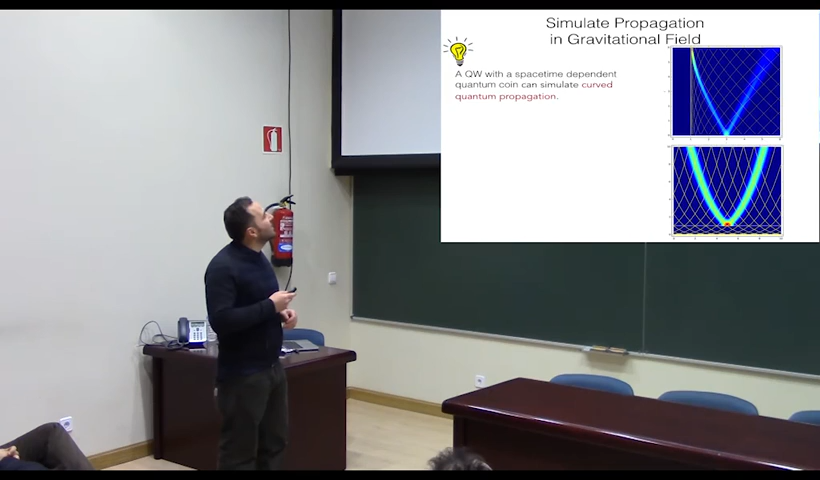 Simulate Propagation
in Gravitational Field
A QW with a spacetime dependent
quantum coin can simulate curved
quantum propagation.